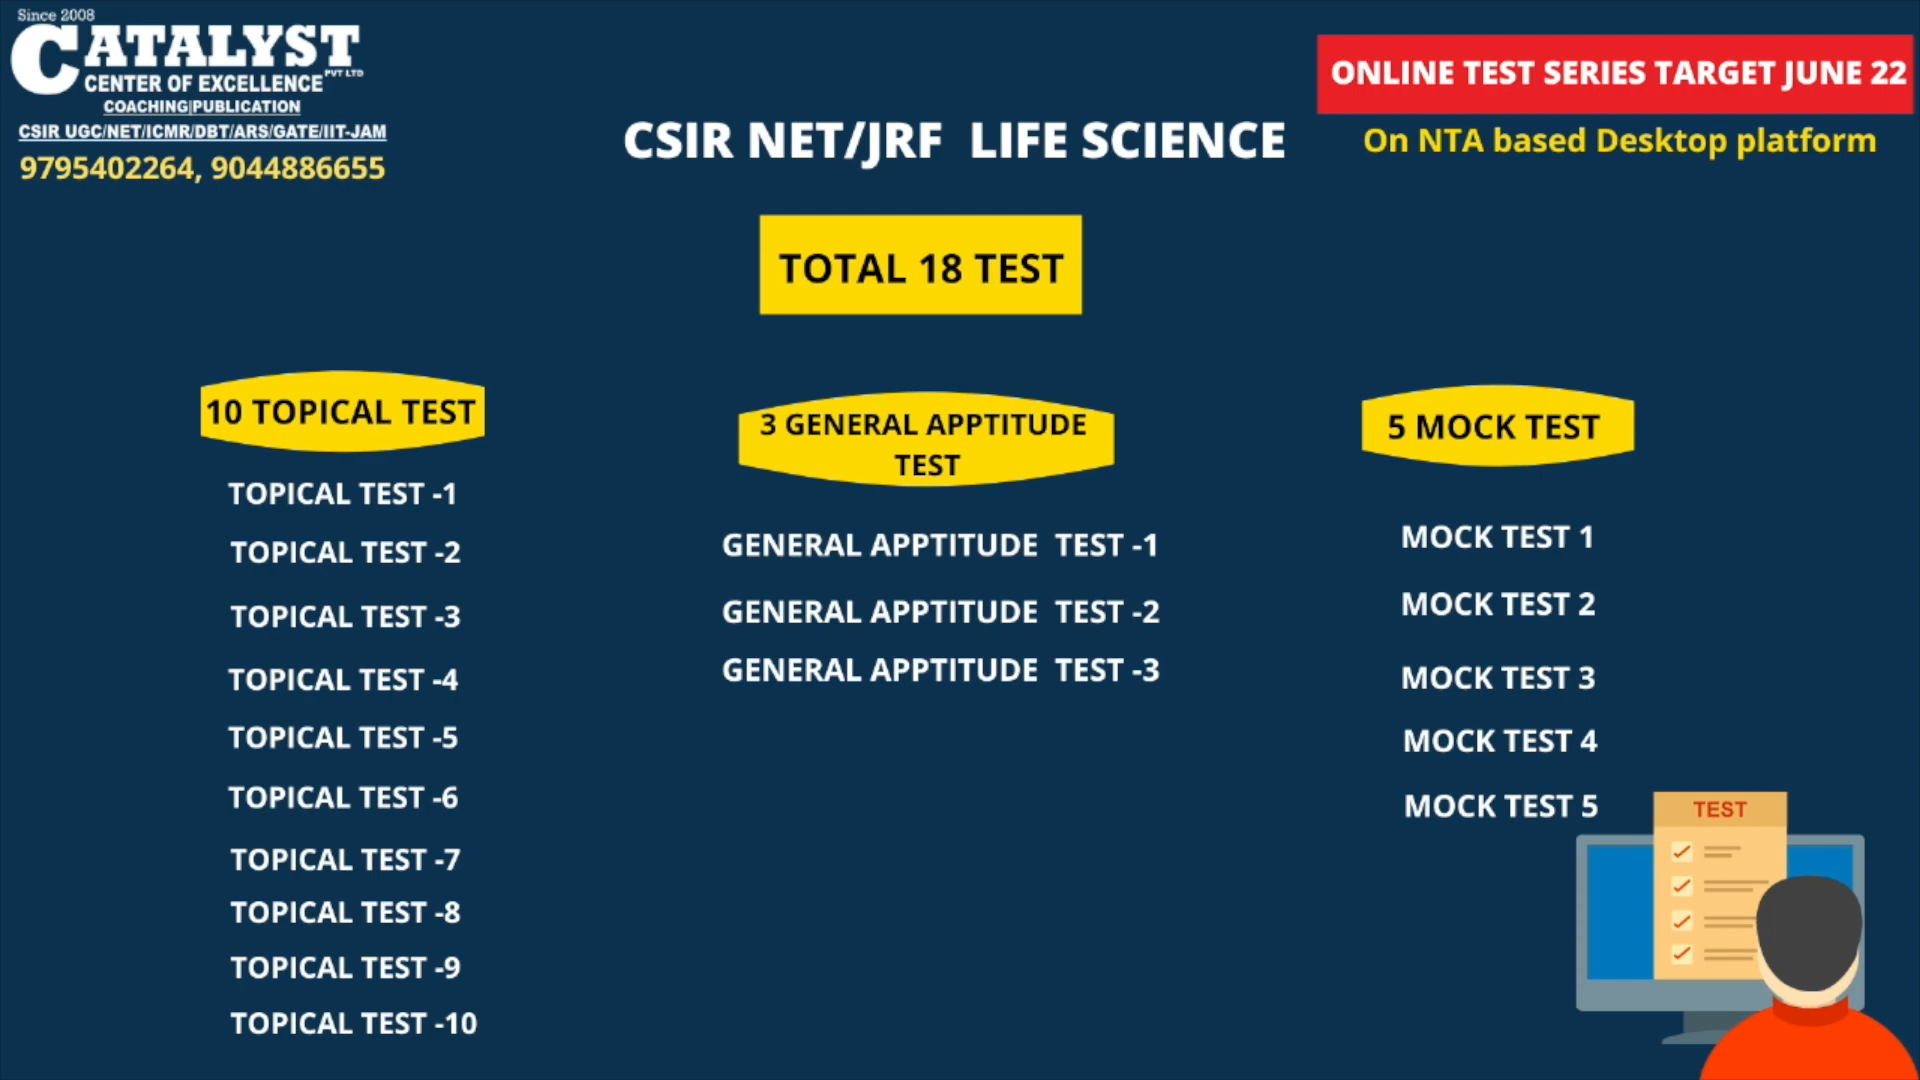 Since 2008
CATALYST
CENTER OF EXCELLENCE PVT LTD
COACHING|PUBLICATION
CSIR UGC/NET/ICMR/DBT/ARS/GATE/IIT-JAM
9795402264, 9044886655
ONLINE TEST SERIES TARGET JUNE 22
On NTA based Desktop platform
CSIR NET/JRF LIFE SCIENCE
TOTAL 18 TEST
10 TOPICAL TEST
TOPICAL TEST -1
TOPICAL TEST -2
TOPICAL TEST -3
TOPICAL TEST -4
TOPICAL TEST -5
TOPICAL TEST -6
TOPICAL TEST -7
TOPICAL TEST -8
TOPICAL TEST -9
TOPICAL TEST -10
3 GENERAL APPTITUDE
TEST
GENERAL APPTITUDE TEST -1
GENERAL APPTITUDE TEST -2
GENERAL APPTITUDE TEST -3
5 MOCK TEST
MOCK TEST 1
MOCK TEST 2
MOCK TEST 3
MOCK TEST 4
MOCK TEST 5
TEST